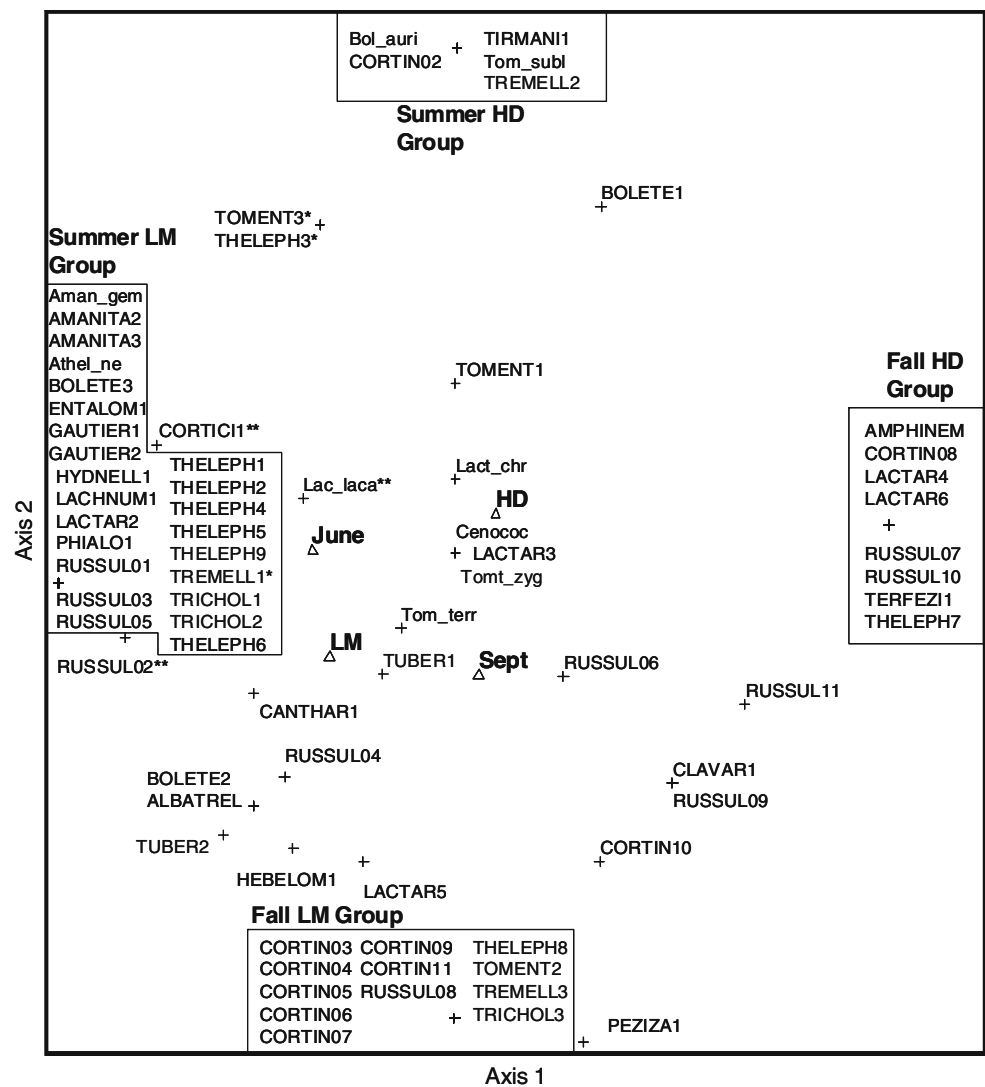 Bol_auri
CORTIN02
TIRMANI1
Tom_subl
TREMELL2
Summer HD
Group
BOLETE1
TOMENT3*
THELEPH3*
Summer LM
Group
Aman_gem
AMANITA2
AMANITA3
Athel_ne
BOLETE3
ENTALOM1
GAUTIER1
GAUTIER2
HYDNELL1
LACHNUM1
LACTAR2
PHIALO1
RUSSUL01
RUSSUL03
RUSSUL05
CORTICI1**
THELEPH1
THELEPH2
THELEPH4
THELEPH5
THELEPH9
TREMELL1*
TRICHOL1
TRICHOL2
THELEPH6
RUSSUL02**
TOMENT1
Fall HD
Group
AMPHINEM
CORTIN08
LACTAR4
LACTAR6
RUSSUL07
RUSSUL10
TERFEZI1
THELEPH7
Lact_chr
Lac_laca**
HD
June
Cenococ
LACTAR3
Tomt_zyg
Tom_terr
LM
TUBER1
Sept
RUSSUL06
RUSSUL11
CANTHAR1
RUSSUL04
BOLETE2
ALBATREL
CLAVAR1
RUSSUL09
TUBER2
HEBELOM1
LACTAR5
CORTIN10
Fall LM Group
CORTIN03 CORTIN09 THELEPH8
CORTIN04 CORTIN11 TOMENT2
CORTIN05 RUSSUL08 TREMELL3
CORTIN06 TRICHOL3
CORTIN07
PEZIZA1
Axis 2
Axis 1